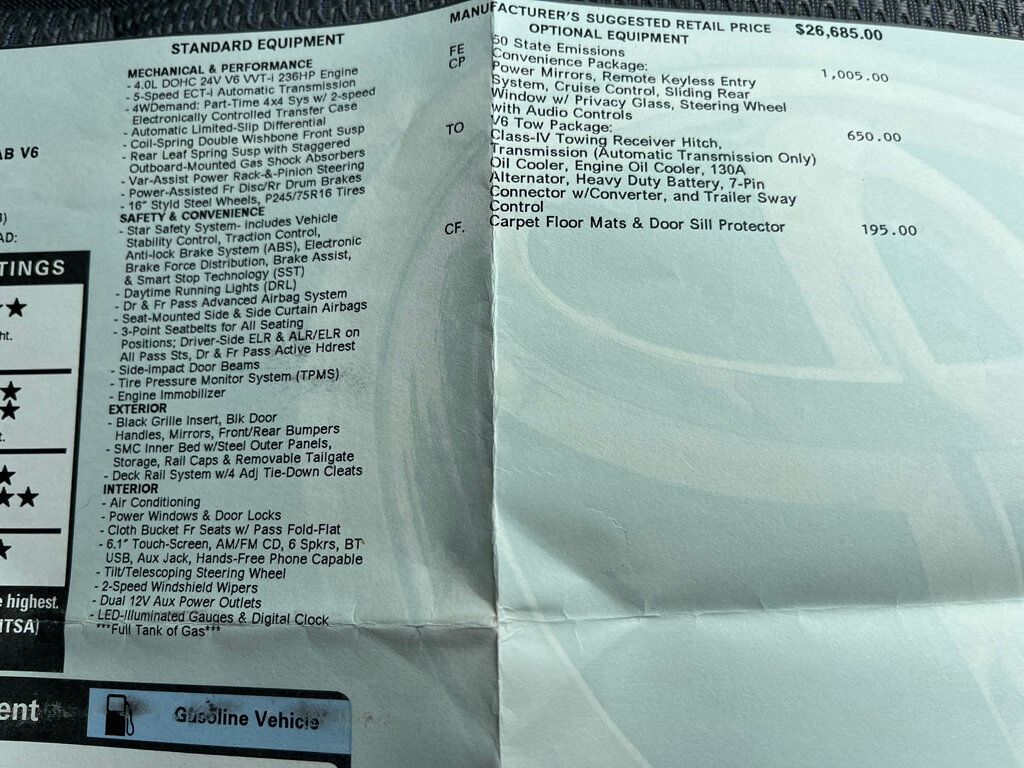 MANUFACTURER'S SUGGESTED RETAIL PRICE $26,685.00
STANDARD EQUIPMENT
MECHANICAL & PERFORMANCE
- 4.0L DOHC 24V V6 VVT-i 236HP Engine
- 5-Speed ECT-i Automatic Transmission
- 4WDemand: Part-Time 4x4 Sys w/ 2-speed
Electronically Controlled Transfer Case
- Automatic Limited-Slip Differential
- Coil-Spring Double Wishbone Front Susp
- Rear Leaf Spring Susp with Staggered
Outboard-Mounted Gas Shock Absorbers
- Var-Assist Power Rack-&-Pinion Steering
- Power-Assisted Fr Disc/Rr Drum Brakes
- 16" Styld Steel Wheels, P245/75R16 Tires
SAFETY & CONVENIENCE
- Star Safety System- includes Vehicle
Stability Control, Traction Control,
Anti-lock Brake System (ABS), Electronic
Brake Force Distribution, Brake Assist,
& Smart Stop Technology (SST)
- Daytime Running Lights (DRL)
- Dr & Fr Pass Advanced Airbag System
- Seat-Mounted Side & Side Curtain Airbags
- 3-Point Seatbelts for All Seating
Positions; Driver-Side ELR & ALR/ELR on
All Pass Sts, Dr & Fr Pass Active Hdrest
- Side-impact Door Beams
- Tire Pressure Monitor System (TPMS)
- Engine Immobilizer
EXTERIOR
- Black Grille Insert, Blk Door
Handles, Mirrors, Front/Rear Bumpers
- SMC Inner Bed w/Steel Outer Panels,
Storage, Rail Caps & Removable Tailgate
- Deck Rail System w/4 Adj Tie-Down Cleats
INTERIOR
- Air Conditioning
- Power Windows & Door Locks
- Cloth Bucket Fr Seats w/ Pass Fold-Flat
- 6.1" Touch-Screen, AM/FM CD, 6 Spkrs, BT
USB, Aux Jack, Hands-Free Phone Capable
- Tilt/Telescoping Steering Wheel
- 2-Speed Windshield Wipers
- Dual 12V Aux Power Outlets
- LED-Illuminated Gauges & Digital Clock
***Full Tank of Gas***
OPTIONAL EQUIPMENT
FE 50 State Emissions
CP Convenience Package: 1,005.00
Power Mirrors, Remote Keyless Entry
System, Cruise Control, Sliding Rear
Window w/ Privacy Glass, Steering Wheel
with Audio Controls
TO V6 Tow Package: 650.00
Class-IV Towing Receiver Hitch,
Transmission (Automatic Transmission Only)
Oil Cooler, Engine Oil Cooler, 130A
Alternator, Heavy Duty Battery, 7-Pin
Connector w/Converter, and Trailer Sway
Control
CF. Carpet Floor Mats & Door Sill Protector 195.00
AB V6
AD:
TINGS
ht.
t.
e highest.
ITSA)
ent
Gasoline Vehicle